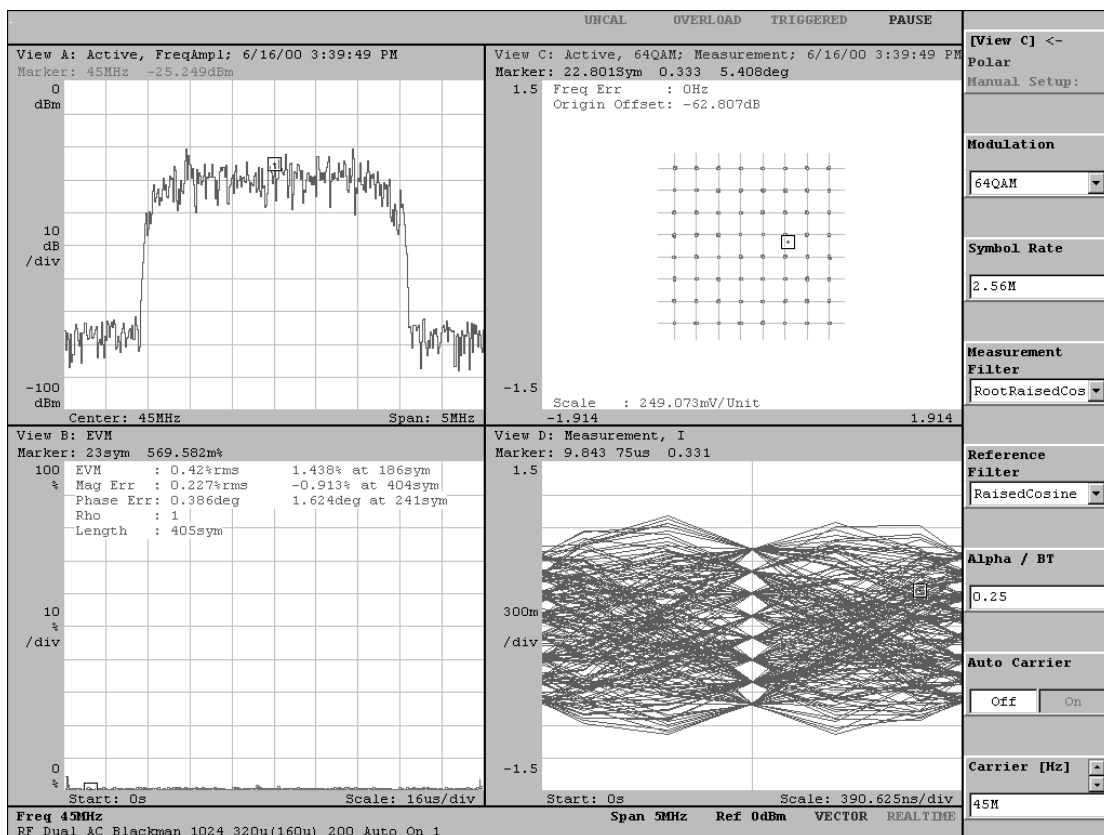 UNCAL OVERLOAD TRIGGERED PAUSE
View A: Active, FreqAmpl; 6/16/00 3:39:49 PM
Marker: 45MHz -25.249dBm
0
dBm
10
dB
/div
-100
dBm
Center: 45MHz Span: 5MHz
View C: Active, 64QAM; Measurement; 6/16/00 3:39:49 PM
Marker: 22.801Sym 0.333 5.408deg
1.5
Freq Err : 0Hz
Origin Offset: -62.807dB
-1.5
Scale : 249.073mV/Unit
-1.914 1.914
View B: EVM
Marker: 23sym 569.582m%
100
%
EVM : 0.42%rms 1.438% at 186sym
Mag Err : 0.227%rms -0.913% at 404sym
Phase Err: 0.386deg 1.624deg at 241sym
Rho : 1
Length : 405sym
10
%
/div
0
%
Start: 0s Scale: 16us/div
View D: Measurement, I
Marker: 9.843 75us 0.331
1.5
300m
/div
-1.5
Start: 0s Scale: 390.625ns/div
Freq 45MHz Span 5MHz Ref 0dBm VECTOR REALTIME
RF Dual AC Blackman 1024 320u(160u) 200 Auto On 1
[View C] <-
Polar
Manual Setup:
Modulation
64QAM
Symbol Rate
2.56M
Measurement
Filter
RootRaisedCos
Reference
Filter
RaisedCosine
Alpha / BT
0.25
Auto Carrier
Off On
Carrier [Hz]
45M